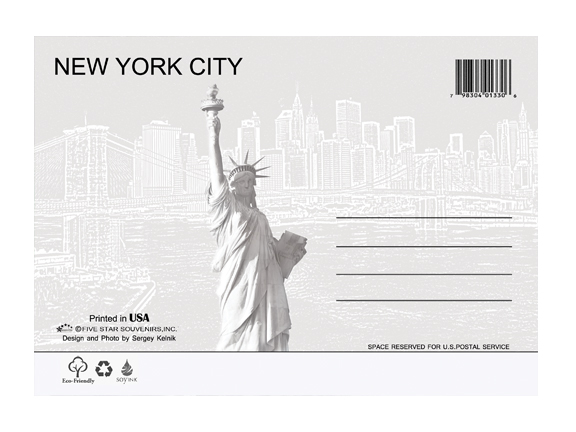 NEW YORK CITY
7 98304 01330 6
Printed in USA
©FIVE STAR SOUVENIRS,INC.
Design and Photo by Sergey Kelnik
SPACE RESERVED FOR U.S.POSTAL SERVICE
Eco-Friendly
SOY INK